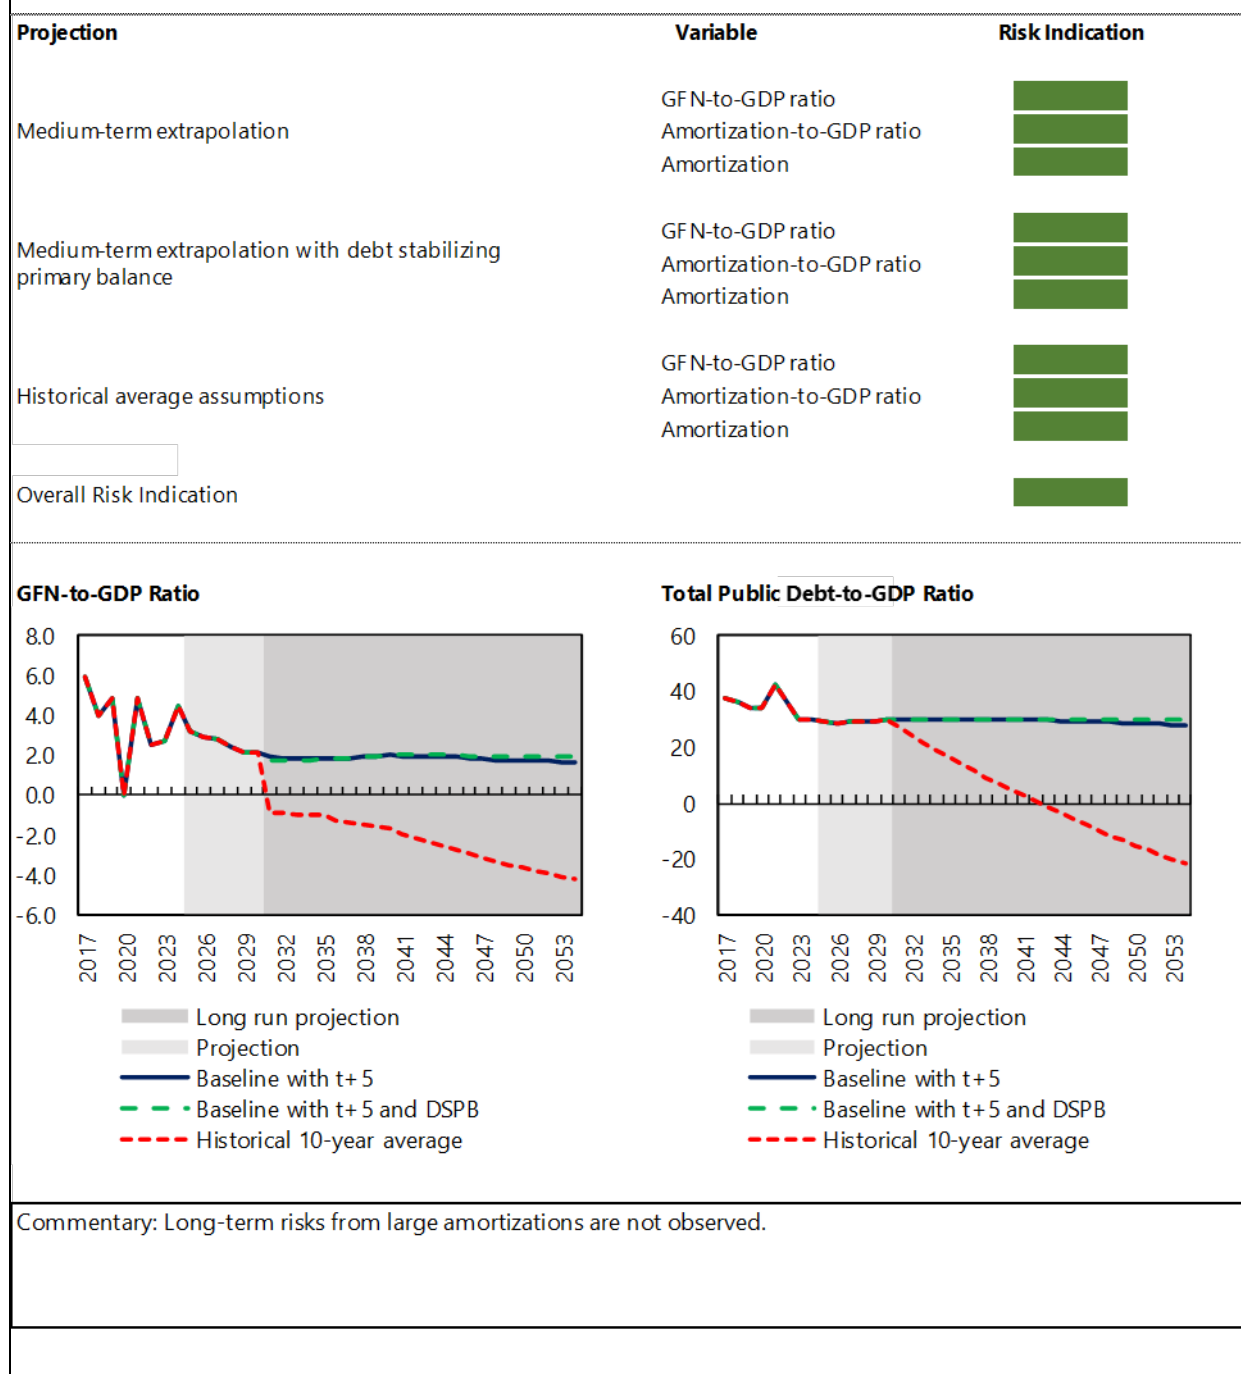 Projection Variable Risk Indication
GFN-to-GDP ratio
Medium-term extrapolation Amortization-to-GDP ratio
Amortization
GFN-to-GDP ratio
Medium-term extrapolation with debt stabilizing
primary balance
Amortization-to-GDP ratio
Amortization
GFN-to-GDP ratio
Historical average assumptions Amortization-to-GDP ratio
Amortization
Overall Risk Indication
GFN-to-GDP Ratio
8.0
6.0
4.0
2.0
0.0
-2.0
-4.0
-6.0
2017 2020 2023 2026 2029 2032 2035 2038 2041 2044 2047 2050 2053
Long run projection
Projection
Baseline with t+5
Baseline with t+5 and DSPB
Historical 10-year average
Total Public Debt-to-GDP Ratio
60
40
20
0
-20
-40
2017 2020 2023 2026 2029 2032 2035 2038 2041 2044 2047 2050 2053
Long run projection
Projection
Baseline with t+5
Baseline with t+5 and DSPB
Historical 10-year average
Commentary: Long-term risks from large amortizations are not observed.